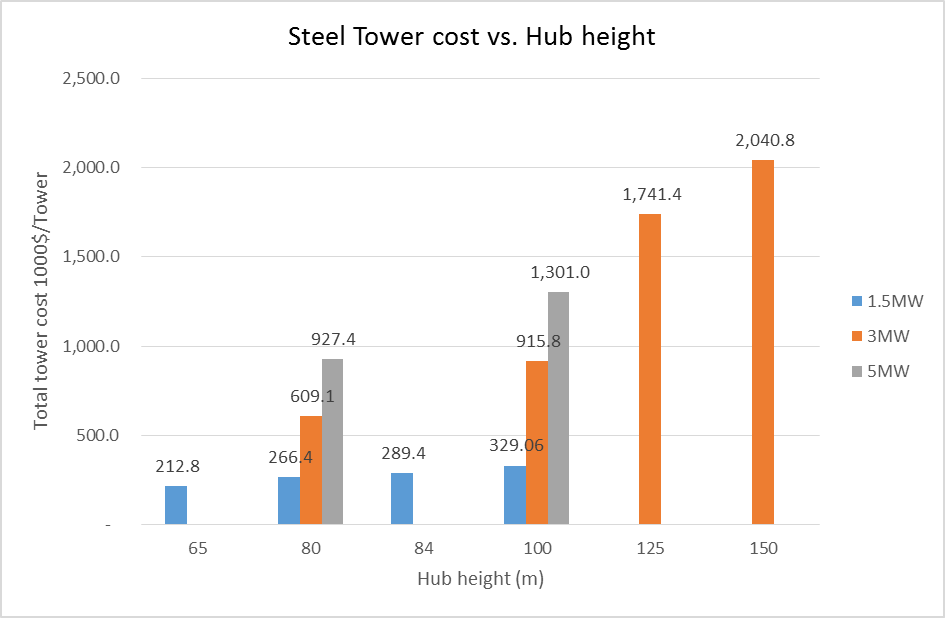 Steel Tower cost vs. Hub height
Total tower cost 1000$/Tower
2,500.0
2,000.0
1,500.0
1,000.0
500.0
-
212.8
266.4
609.1
927.4
289.4
329.06
915.8
1,301.0
1,741.4
2,040.8
65 80 84 100 125 150
Hub height (m)
1.5MW
3MW
5MW